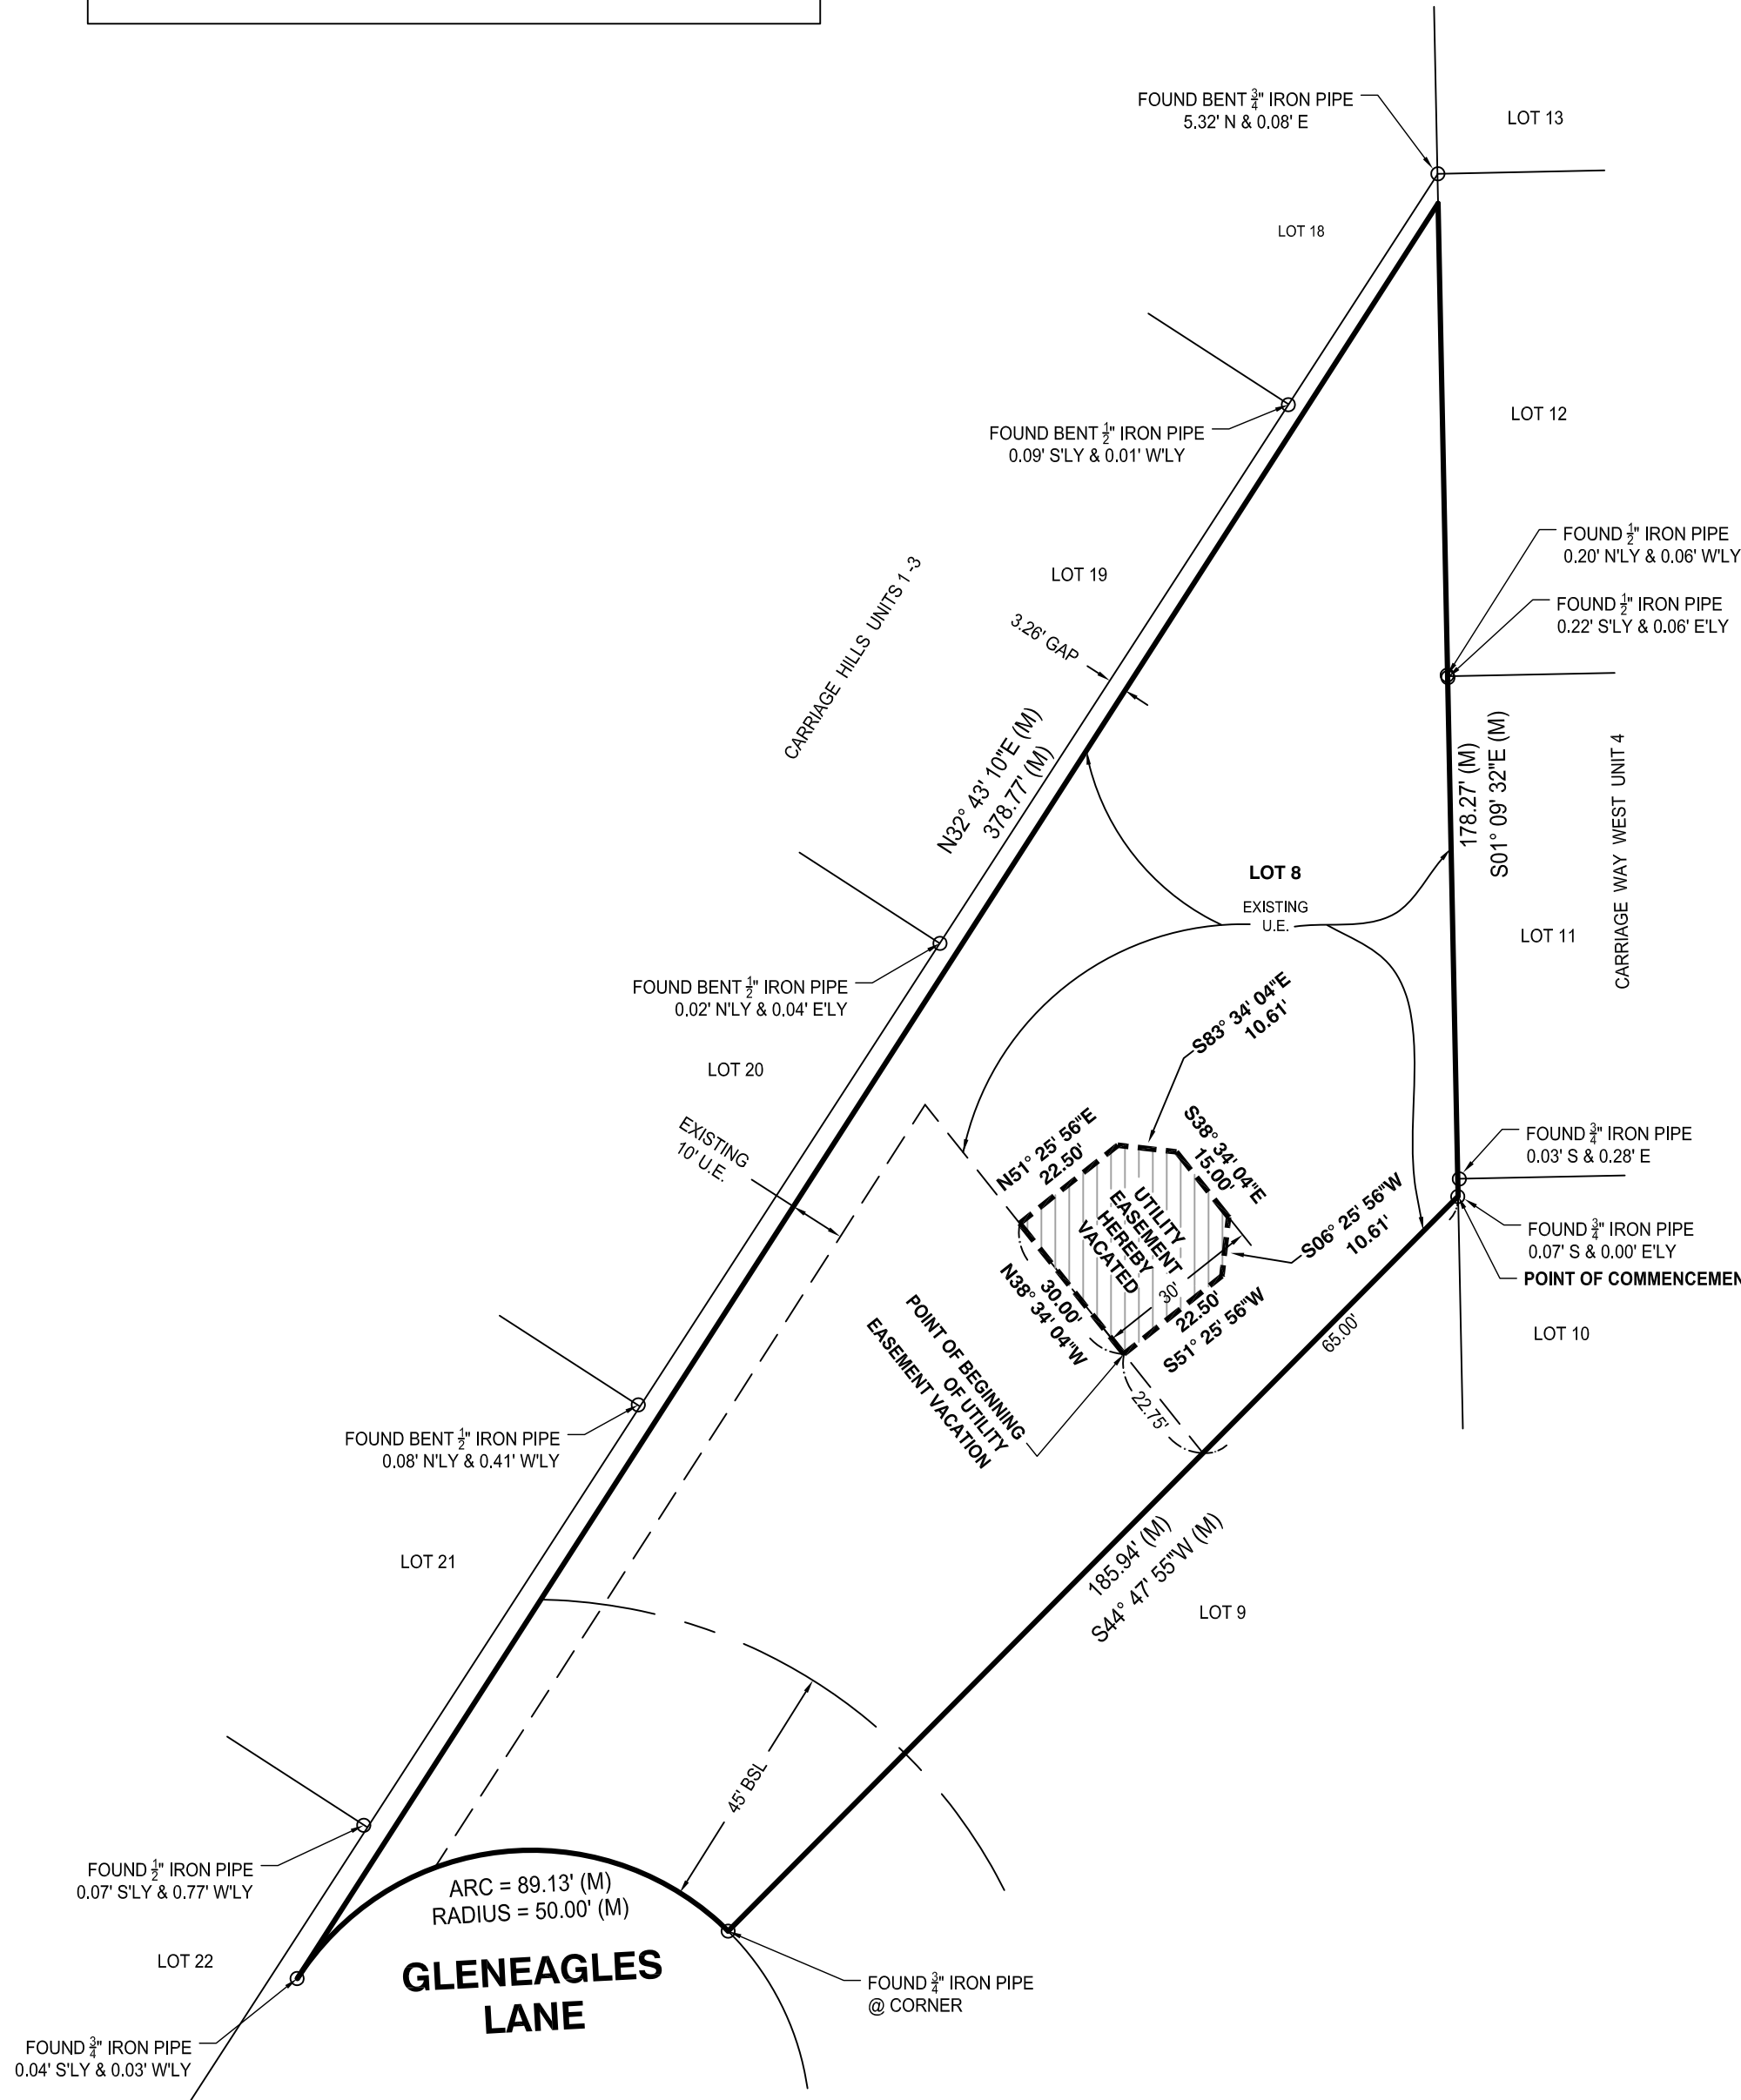 FOUND BENT 3/4" IRON PIPE
5.32' N & 0.08' E
LOT 13
LOT 18
LOT 12
FOUND BENT 1/2" IRON PIPE
0.09' S'LY & 0.01' W'LY
FOUND 1/2" IRON PIPE
0.20' N'LY & 0.06' W'LY
FOUND 1/2" IRON PIPE
0.22' S'LY & 0.06' E'LY
LOT 19
3.26' GAP
CARRIAGE HILLS UNITS 1 -3
N32° 43' 10"E (M)
378.77' (M)
178.27' (M)
S01° 09' 32"E (M)
CARRIAGE WAY WEST UNIT 4
LOT 8
EXISTING
U.E.
LOT 11
FOUND BENT 1/2" IRON PIPE
0.02' N'LY & 0.04' E'LY
S83° 34' 04"E
10.61'
LOT 20
EXISTING
10' U.E.
N51° 25' 56"E
22.50'
S38° 34' 04"E
15.00'
FOUND 3/4" IRON PIPE
0.03' S & 0.28' E
UTILITY
EASEMENT
HEREBY
VACATED
S06° 25' 56"W
10.61'
FOUND 3/4" IRON PIPE
0.07' S & 0.00' E'LY
POINT OF COMMENCEMEN
30.00'
N38° 34' 04"W
30'
22.50'
S51° 25' 56"W
POINT OF BEGINNING
OF UTILITY
EASEMENT VACATION
65.00'
LOT 10
22.75'
FOUND BENT 1/2" IRON PIPE
0.08' N'LY & 0.41' W'LY
LOT 21
185.94' (M)
S44° 47' 55"W (M)
LOT 9
45' BSL
FOUND 1/2" IRON PIPE
0.07' S'LY & 0.77' W'LY
ARC = 89.13' (M)
RADIUS = 50.00' (M)
LOT 22
GLENEAGLES
LANE
FOUND 3/4" IRON PIPE
@ CORNER
FOUND 3/4" IRON PIPE
0.04' S'LY & 0.03' W'LY